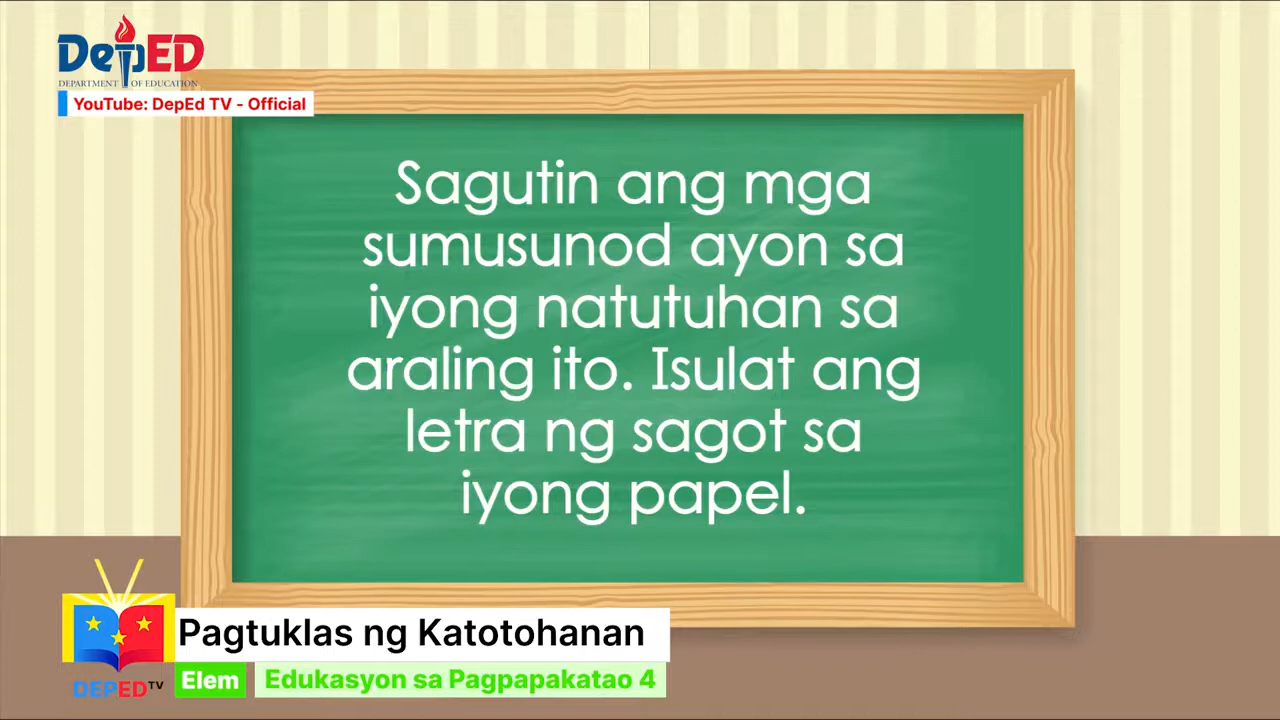 DepED
DEPARTMENT OF EDUCATION
YouTube: DepEd TV - Official
Sagutin ang mga
sumusunod ayon sa
iyong natutuhan sa
araling ito. Isulat ang
letra ng sagot sa
iyong papel.
Pagtuklas ng Katotohanan
DEPED TV
Elem
Edukasyon sa Pagpapakatao 4